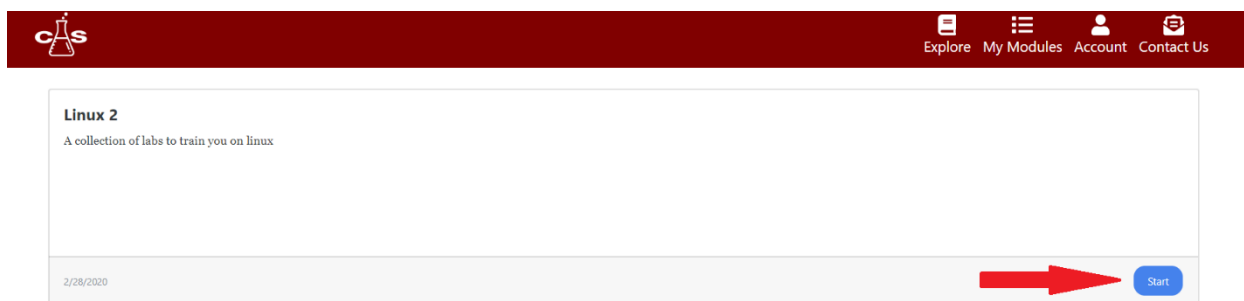 CAS
Explore My Modules Account Contact Us
Linux 2
A collection of labs to train you on linux
2/28/2020
Start